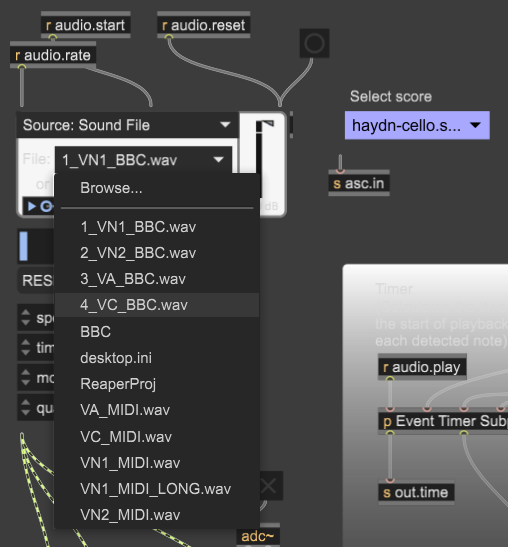 r audio.start
r audio.reset
r audio.rate
Select score
Source: Sound File
haydn-cello.s...
File:
1_VN1_BBC.wav
or
s asc.in
Browse...
1_VN1_BBC.wav
2_VN2_BBC.wav
3_VA_BBC.wav
RES
Timer
4_VC_BBC.wav
spe
the start of playback
BBC
each detected note)
tim
desktop.ini
r audio.play
mo
ReaperProj
qua
VA_MIDI.wav
p Event Timer Subp
VC_MIDI.wav
VN1_MIDI.wav
VN1_MIDI_LONG.wav
s out.time
VN2_MIDI.wav
adc~